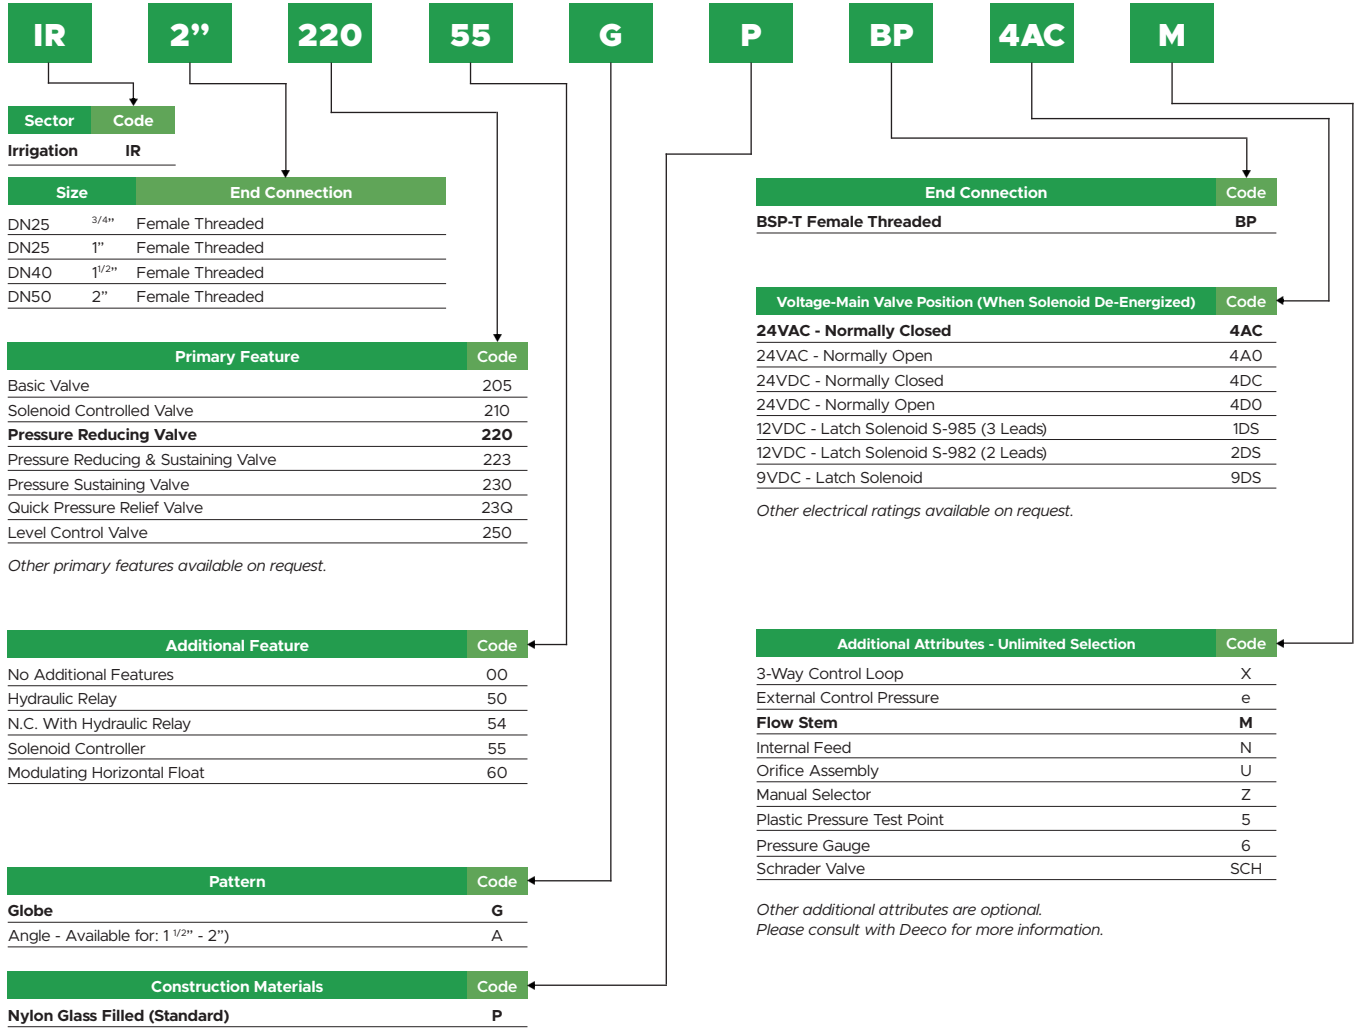 IR 2” 220 55 G P BP 4AC M
Sector Code
Irrigation IR
Size End Connection
DN25 3/4” Female Threaded
DN25 1” Female Threaded
DN40 11/2” Female Threaded
DN50 2” Female Threaded
Primary Feature Code
Basic Valve 205
Solenoid Controlled Valve 210
Pressure Reducing Valve 220
Pressure Reducing & Sustaining Valve 223
Pressure Sustaining Valve 230
Quick Pressure Relief Valve 23Q
Level Control Valve 250
Other primary features available on request.
Additional Feature Code
No Additional Features 00
Hydraulic Relay 50
N.C. With Hydraulic Relay 54
Solenoid Controller 55
Modulating Horizontal Float 60
Pattern Code
Globe G
Angle - Available for: 1 1/2” - 2”) A
Construction Materials Code
Nylon Glass Filled (Standard) P
End Connection Code
BSP-T Female Threaded BP
Voltage-Main Valve Position (When Solenoid De-Energized) Code
24VAC - Normally Closed 4AC
24VAC - Normally Open 4A0
24VDC - Normally Closed 4DC
24VDC - Normally Open 4D0
12VDC - Latch Solenoid S-985 (3 Leads) 1DS
12VDC - Latch Solenoid S-982 (2 Leads) 2DS
9VDC - Latch Solenoid 9DS
Other electrical ratings available on request.
Additional Attributes - Unlimited Selection Code
3-Way Control Loop X
External Control Pressure e
Flow Stem M
Internal Feed N
Orifice Assembly U
Manual Selector Z
Plastic Pressure Test Point 5
Pressure Gauge 6
Schrader Valve SCH
Other additional attributes are optional.
Please consult with Deeco for more information.